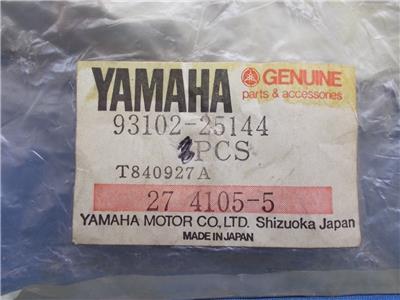 YAMAHA GENUINE
parts & accessories
93102-25144
3PCS
T840927A
27 4105-5
YAMAHA MOTOR CO., LTD. Shizuoka Japan
MADE IN JAPAN